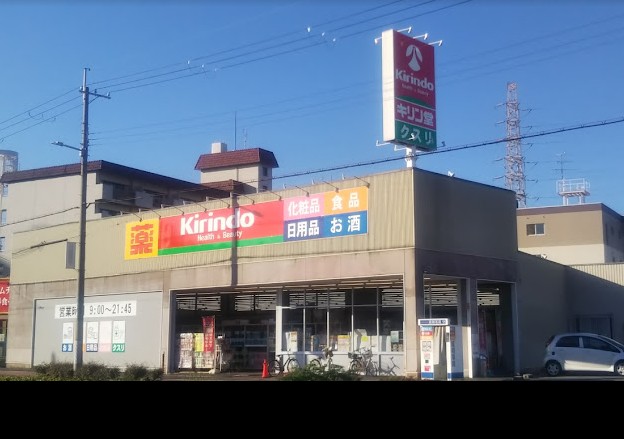 Kirindo
Health & Beauty
キリン堂
クスリ
薬
Kirindo
Health & Beauty
化粧品
食品
日用品
お酒
営業時間 9:00〜21:45
クスリ